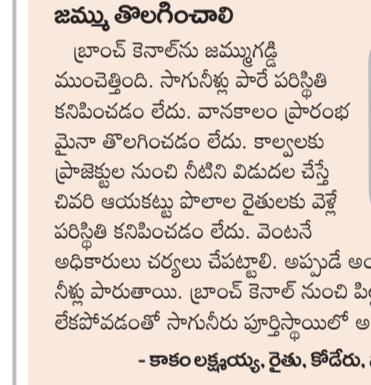 జమ్ము తొలగించాలి
బ్రాంచ్ కెనాల్‌ను జమ్ముగడ్డి
ముంచెత్తింది. సాగునీళ్లు పారే పరిస్థితి
కనిపించడం లేదు. వానకాలం ప్రారంభ
మైనా తొలగించడం లేదు. కాల్వలకు
ప్రాజెక్టుల నుంచి నీటిని విడుదల చేస్తే
చివరి ఆయకట్టు పొలాల రైతులకు వెళ్లే
పరిస్థితి కనిపించడం లేదు. వెంటనే
అధికారులు చర్యలు చేపట్టాలి. అప్పుడే
నీళ్లు పారుతాయి. బ్రాంచ్ కెనాల్ నుంచి
లేకపోవడంతో సాగునీరు పూర్తిస్థాయిలో
- కాకం లక్ష్మయ్య, రైతు, కోడేరు,